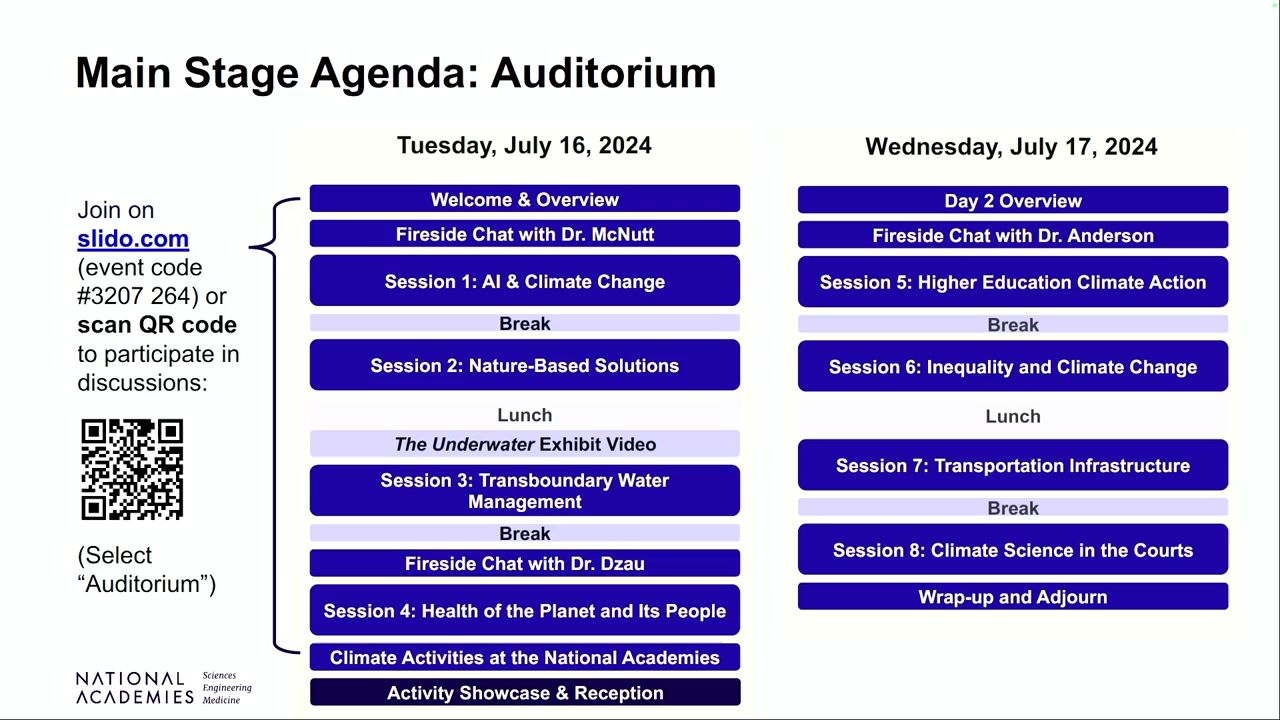 Main Stage Agenda: Auditorium
Join on
slido.com
(event code
#3207 264) or
scan QR code
to participate in
discussions:
(Select
“Auditorium”)
Tuesday, July 16, 2024
Welcome & Overview
Fireside Chat with Dr. McNutt
Session 1: AI & Climate Change
Break
Session 2: Nature-Based Solutions
Lunch
The Underwater Exhibit Video
Session 3: Transboundary Water
Management
Break
Fireside Chat with Dr. Dzau
Session 4: Health of the Planet and Its People
Climate Activities at the National Academies
Activity Showcase & Reception
Wednesday, July 17, 2024
Day 2 Overview
Fireside Chat with Dr. Anderson
Session 5: Higher Education Climate Action
Break
Session 6: Inequality and Climate Change
Lunch
Session 7: Transportation Infrastructure
Break
Session 8: Climate Science in the Courts
Wrap-up and Adjourn
NATIONAL
ACADEMIES
Sciences
Engineering
Medicine